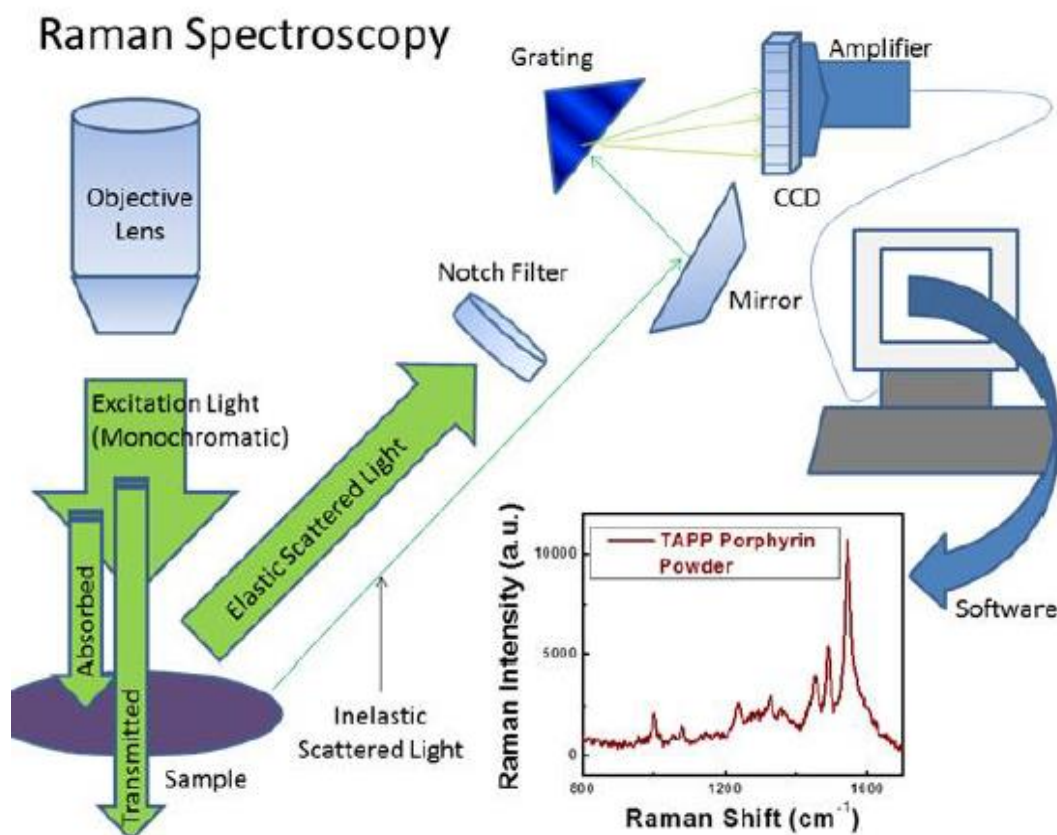 Raman Spectroscopy
Grating
Amplifier
Objective
Lens
CCD
Notch Filter
Mirror
Excitation Light
(Monochromatic)
Elastic Scattered Light
Absorbed
Transmitted
Sample
Inelastic
Scattered Light
Software
TAPP Porphyrin
Powder
Raman Intensity (a.u.)
10000
5000
0
800
1200
1600
Raman Shift (cm⁻¹)